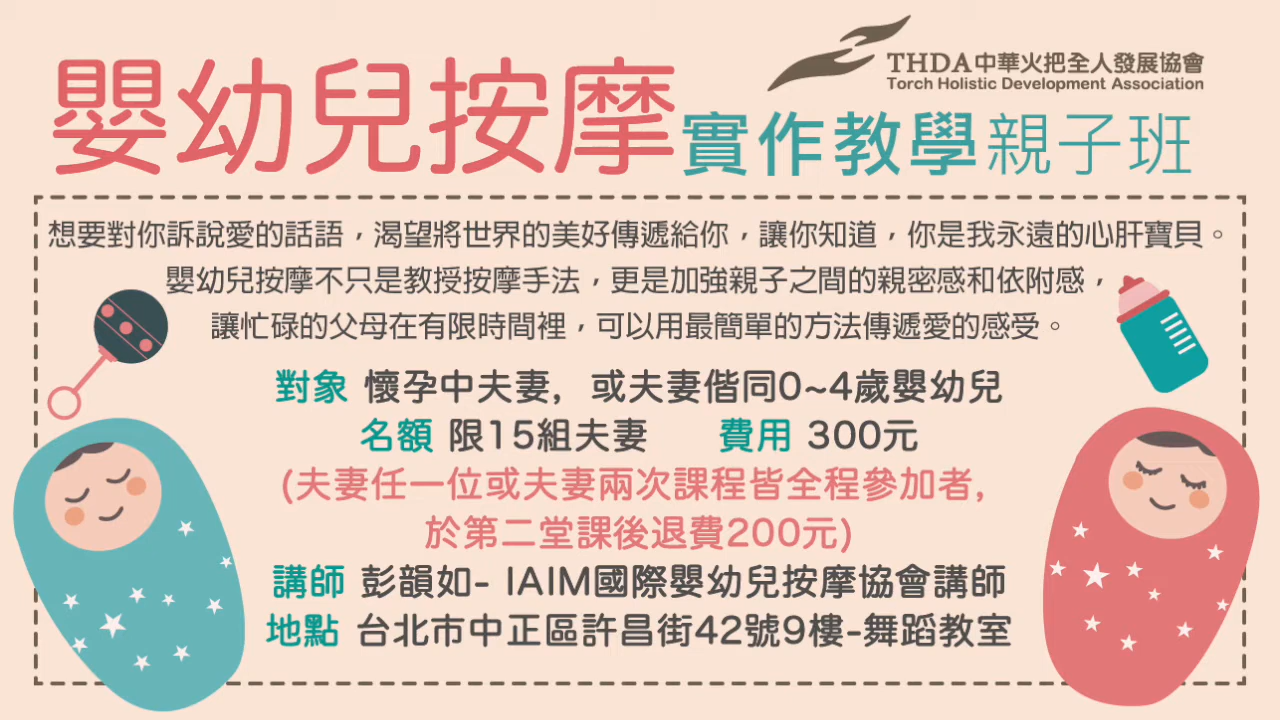 THDA中華火把全人發展協會
Torch Holistic Development Association
嬰幼兒按摩實作教學親子班
想要對你訴說愛的話語，渴望將世界的美好傳遞給你，讓你知道，你是我永遠的心肝寶貝。
嬰幼兒按摩不只是教授按摩手法，更是加強親子之間的親密感和依附感，
讓忙碌的父母在有限時間裡，可以用最簡單的方法傳遞愛的感受。
對象 懷孕中夫妻，或夫妻偕同0~4歲嬰幼兒
名額 限15組夫妻 費用 300元
(夫妻任一位或夫妻兩次課程皆全程參加者，
於第二堂課後退費200元)
講師 彭韻如- IAIM國際嬰幼兒按摩協會講師
地點 台北市中正區許昌街42號9樓-舞蹈教室